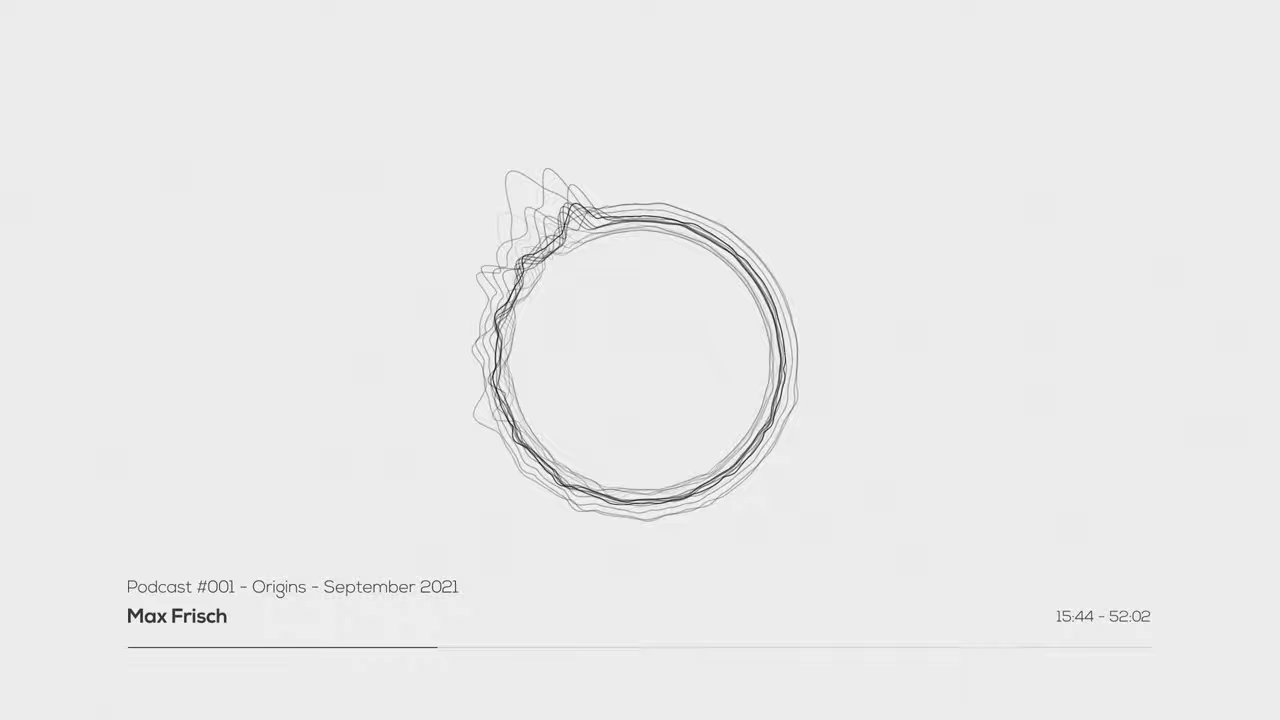 Podcast #001 - Origins - September 2021
Max Frisch
15:44 - 52:02